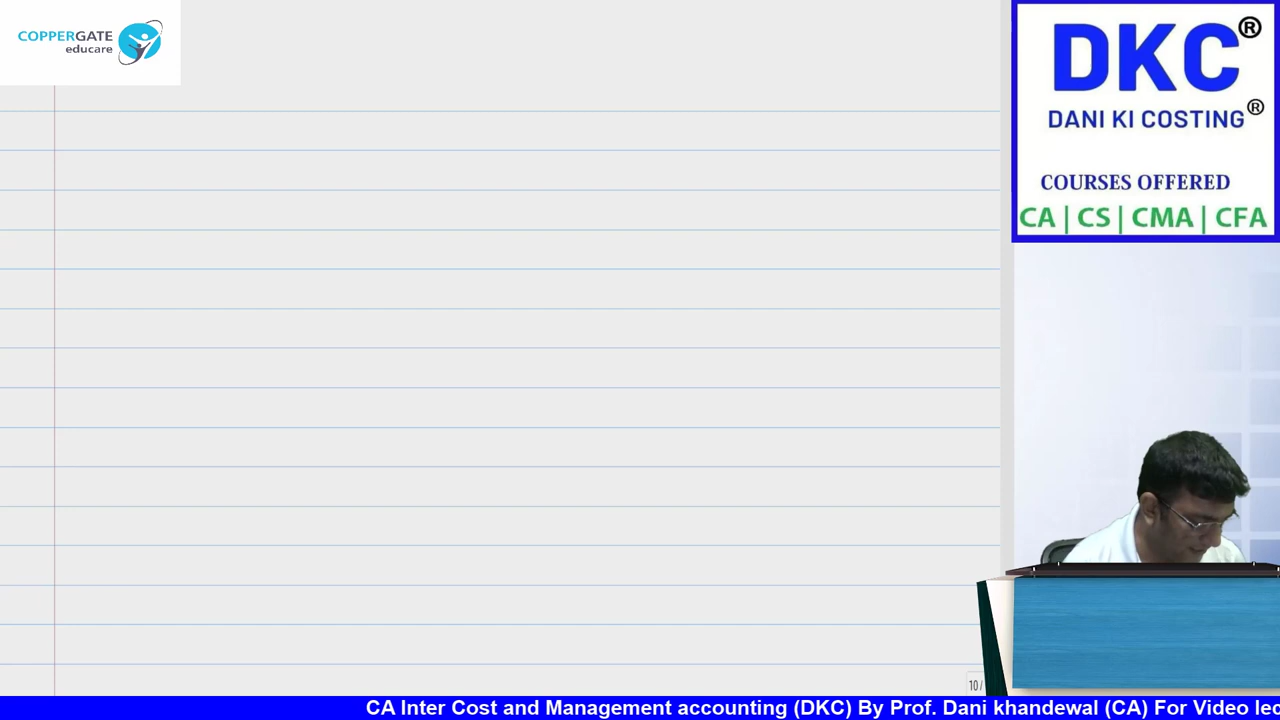 COPPERGATE
educare
DKC®
DANI KI COSTING®
COURSES OFFERED
CA | CS | CMA | CFA
10/
CA Inter Cost and Management accounting (DKC) By Prof. Dani khandewal (CA) For Video lec